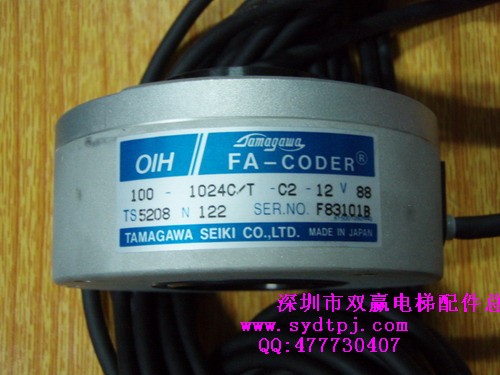 OIH Tamagawa FA-CODER®
100 - 1024C/T - C2 - 12 V 88
TS5208 N 122 SER.NO. F83101B
TAMAGAWA SEIKI CO.,LTD. MADE IN JAPAN
深圳市双赢电梯配件总
www.sydtpj.com
QQ:477730407